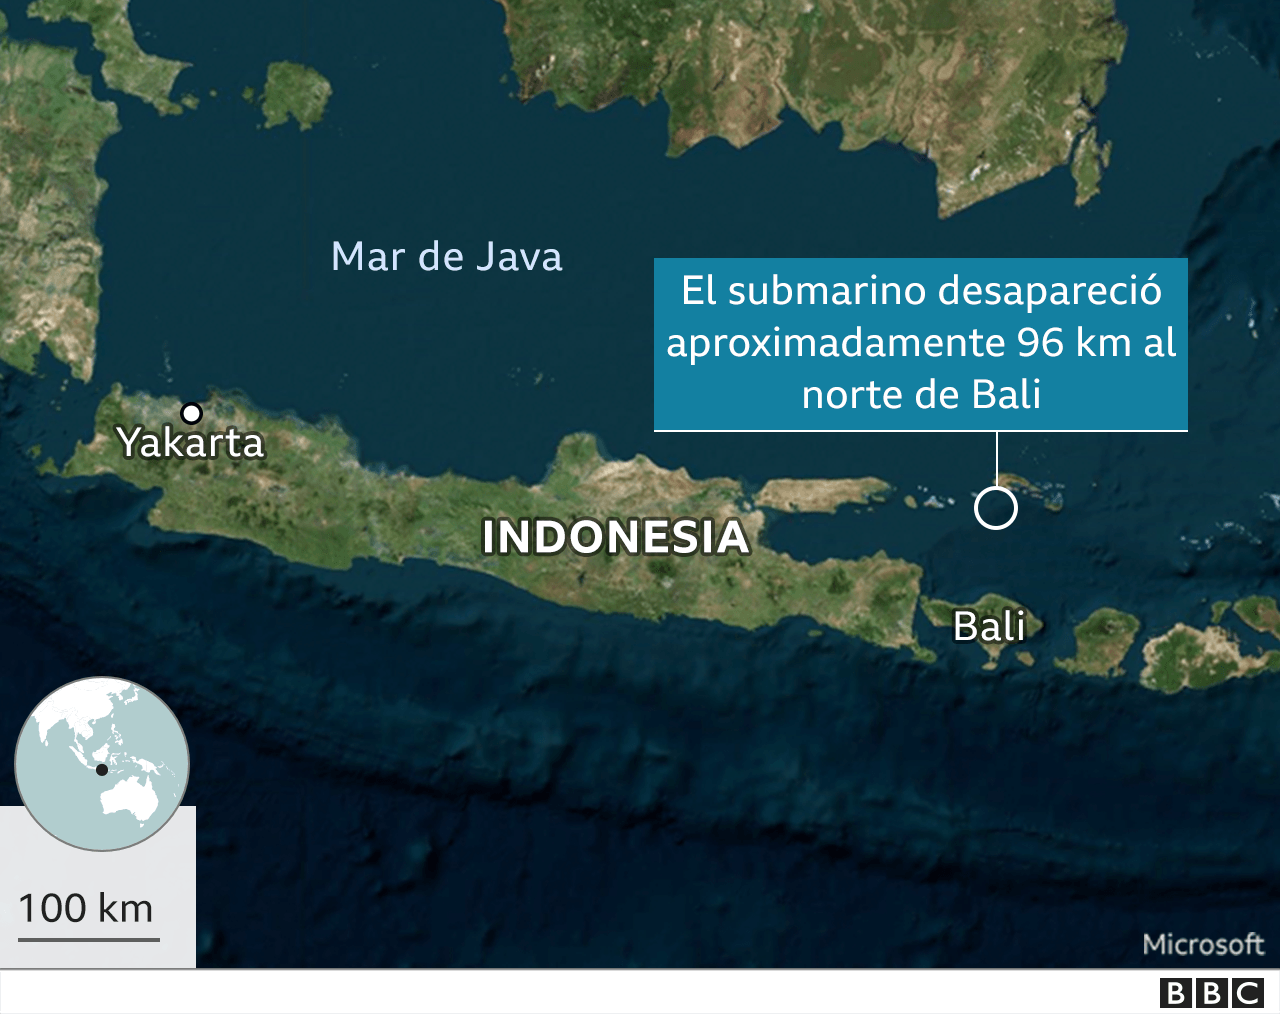 Mar de Java
El submarino desapareció
aproximadamente 96 km al
norte de Bali
Yakarta
INDONESIA
Bali
100 km
Microsoft
BBC